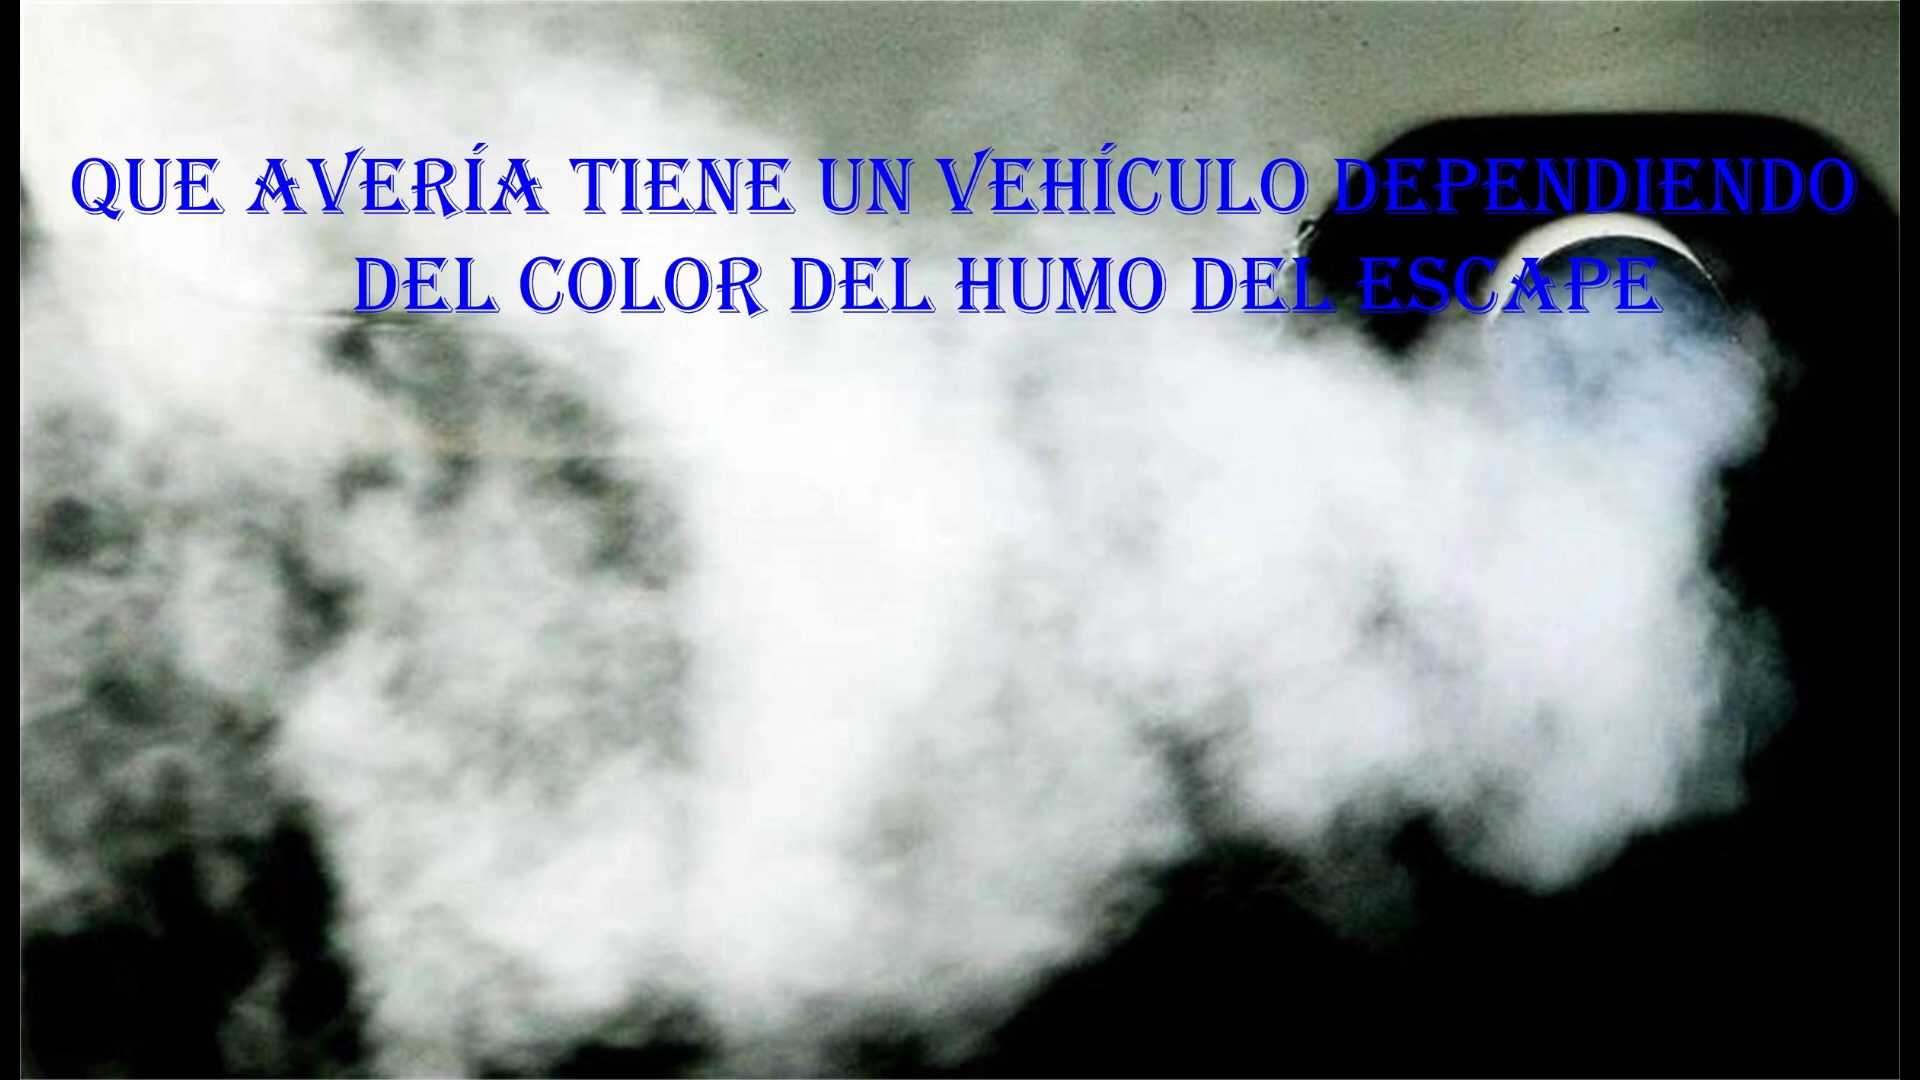 QUE AVERÍA TIENE UN VEHÍCULO DEPENDIENDO
DEL COLOR DEL HUMO DEL ESCAPE